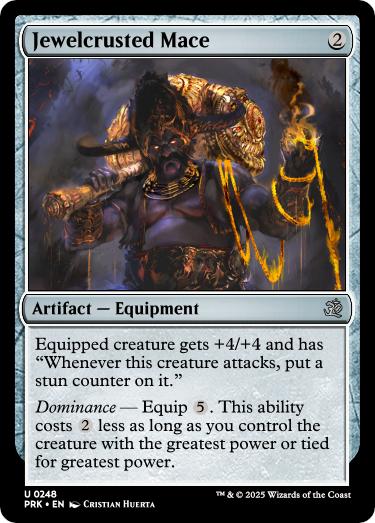 Jewelcrusted Mace 2
Artifact — Equipment
Equipped creature gets +4/+4 and has
“Whenever this creature attacks, put a
stun counter on it.”
Dominance — Equip 5. This ability
costs 2 less as long as you control the
creature with the greatest power or tied
for greatest power.
U 0248
PRK • EN Cristian Huerta
™ & © 2025 Wizards of the Coast